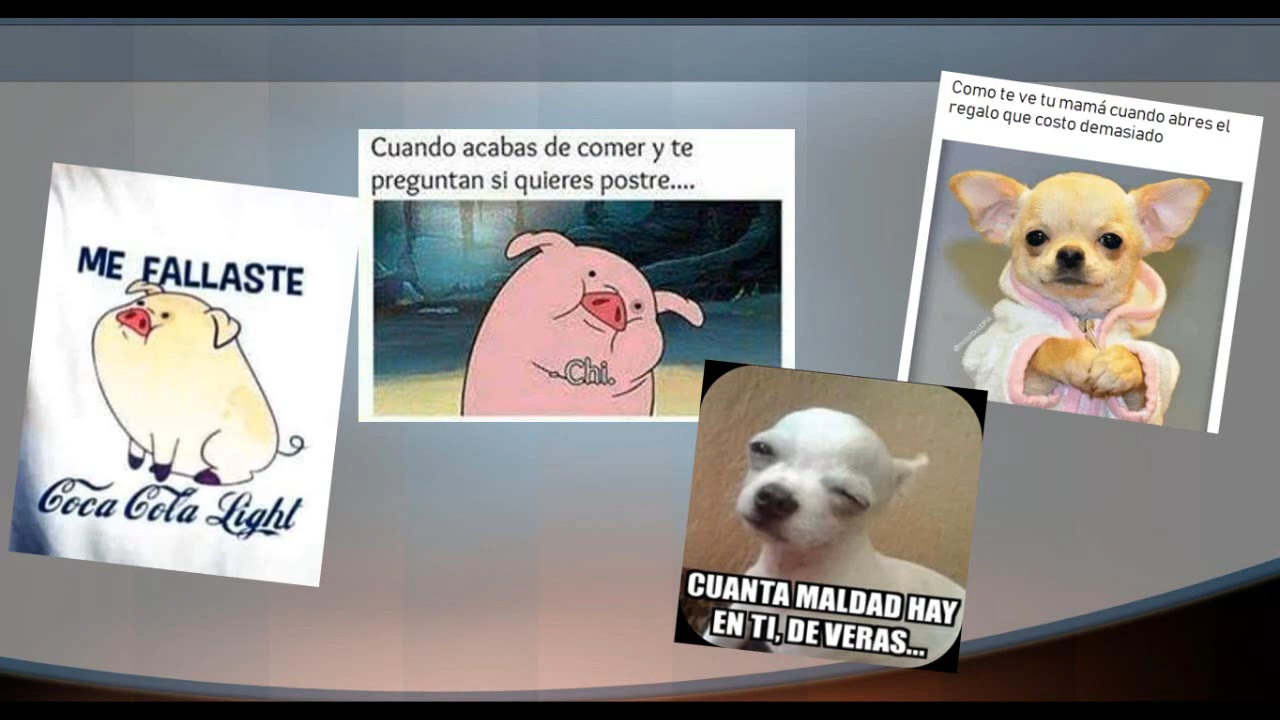 ME FALLASTE
Coca Cola Light
Cuando acabas de comer y te
preguntan si quieres postre....
Chi.
Como te ve tu mamá cuando abres el
regalo que costo demasiado
CUANTA MALDAD HAY
EN TI, DE VERAS...